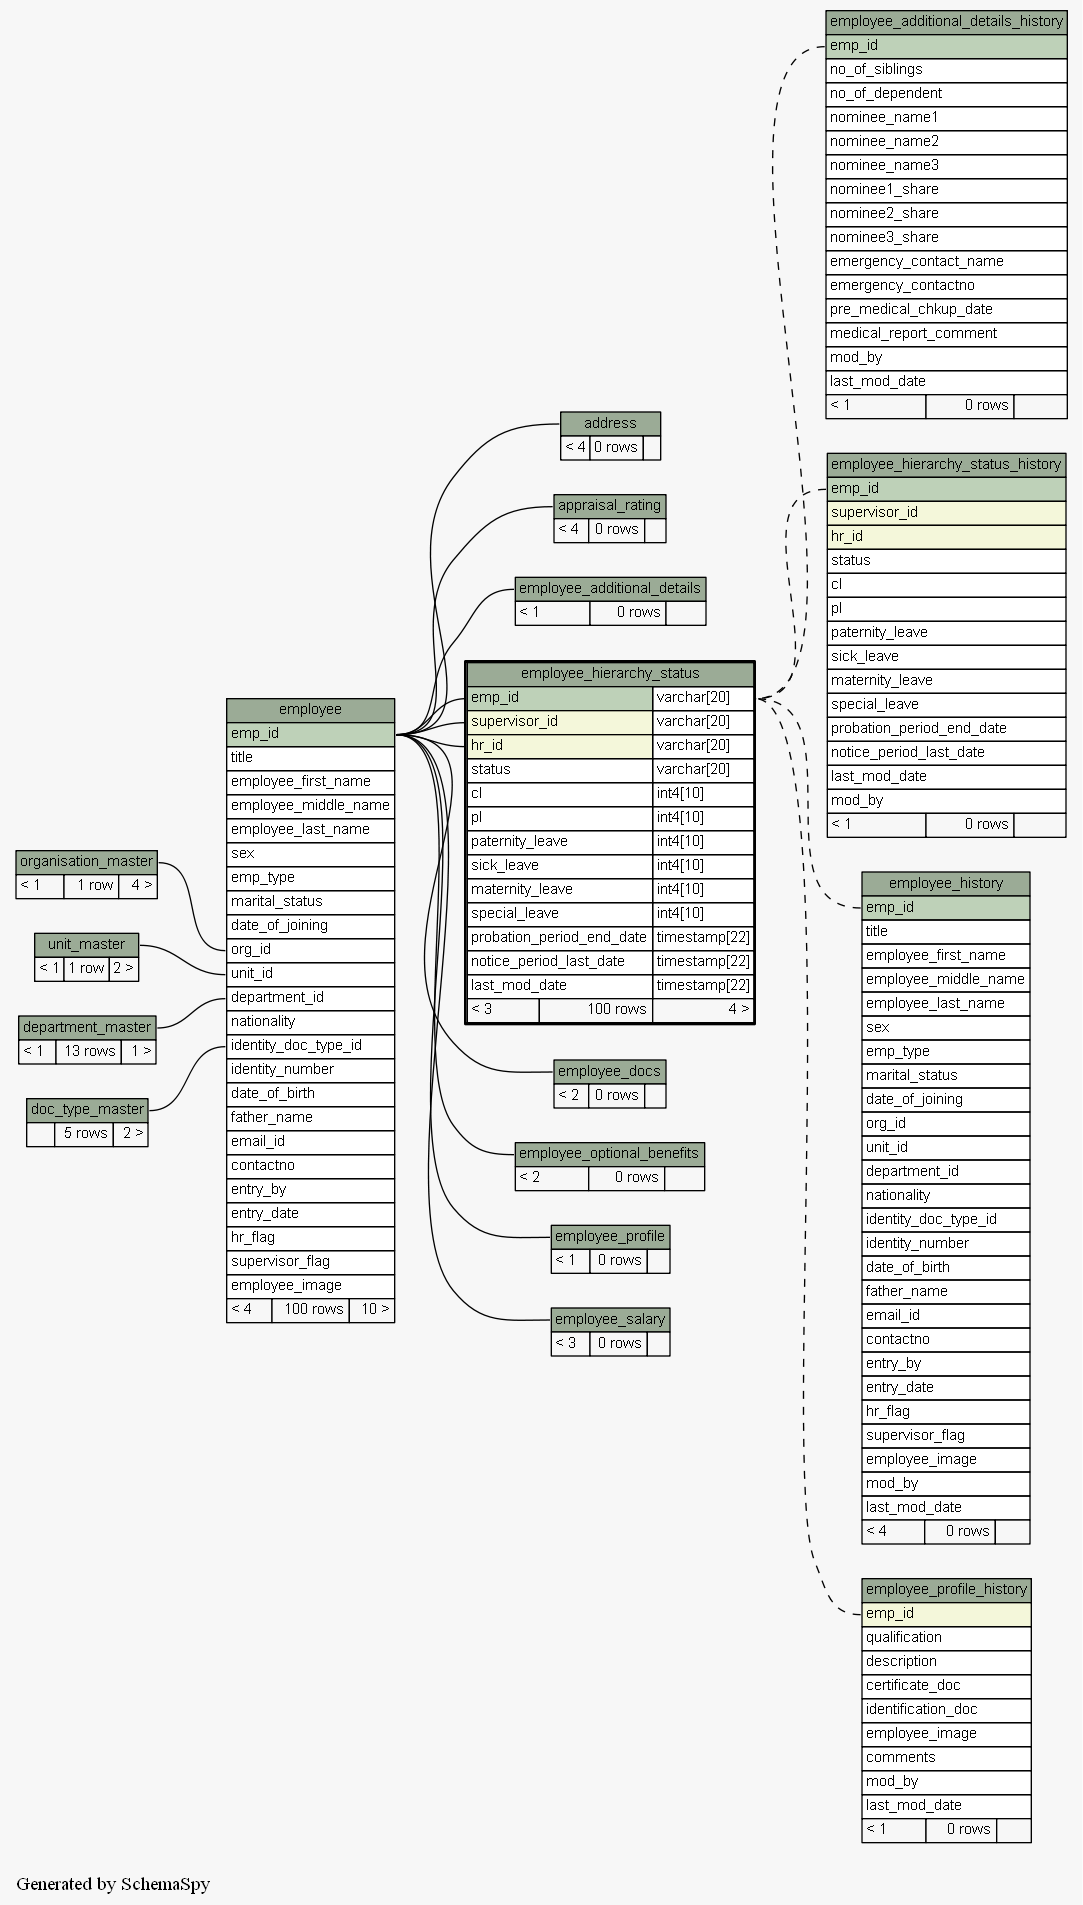 employee_additional_details_history
emp_id
no_of_siblings
no_of_dependent
nominee_name1
nominee_name2
nominee_name3
nominee1_share
nominee2_share
nominee3_share
emergency_contact_name
emergency_contactno
pre_medical_chkup_date
medical_report_comment
mod_by
last_mod_date
< 1 0 rows
address
< 4 0 rows
appraisal_rating
< 4 0 rows
employee_additional_details
< 1 0 rows
employee_hierarchy_status_history
emp_id
supervisor_id
hr_id
status
cl
pl
paternity_leave
sick_leave
maternity_leave
special_leave
probation_period_end_date
notice_period_last_date
last_mod_date
mod_by
< 1 0 rows
employee_hierarchy_status
emp_id varchar[20]
supervisor_id varchar[20]
hr_id varchar[20]
status varchar[20]
cl int4[10]
pl int4[10]
paternity_leave int4[10]
sick_leave int4[10]
maternity_leave int4[10]
special_leave int4[10]
probation_period_end_date timestamp[22]
notice_period_last_date timestamp[22]
last_mod_date timestamp[22]
< 3 100 rows 4 >
employee
emp_id
title
employee_first_name
employee_middle_name
employee_last_name
sex
emp_type
marital_status
date_of_joining
org_id
unit_id
department_id
nationality
identity_doc_type_id
identity_number
date_of_birth
father_name
email_id
contactno
entry_by
entry_date
hr_flag
supervisor_flag
employee_image
< 4 100 rows 10 >
organisation_master
< 1 1 row 4 >
unit_master
< 1 1 row 2 >
department_master
< 1 13 rows 1 >
doc_type_master
5 rows 2 >
employee_docs
< 2 0 rows
employee_optional_benefits
< 2 0 rows
employee_profile
< 1 0 rows
employee_salary
< 3 0 rows
employee_history
emp_id
title
employee_first_name
employee_middle_name
employee_last_name
sex
emp_type
marital_status
date_of_joining
org_id
unit_id
department_id
nationality
identity_doc_type_id
identity_number
date_of_birth
father_name
email_id
contactno
entry_by
entry_date
hr_flag
supervisor_flag
employee_image
mod_by
last_mod_date
< 4 0 rows
employee_profile_history
emp_id
qualification
description
certificate_doc
identification_doc
employee_image
comments
mod_by
last_mod_date
< 1 0 rows
Generated by SchemaSpy